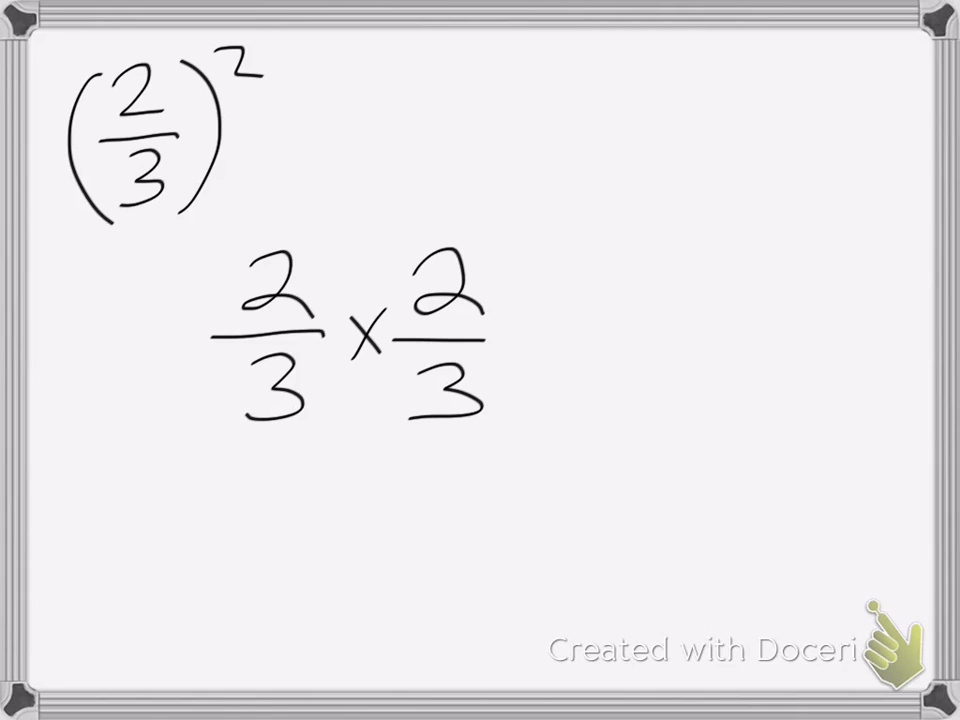 (2/3)²
2/3 × 2/3
Created with Doceri